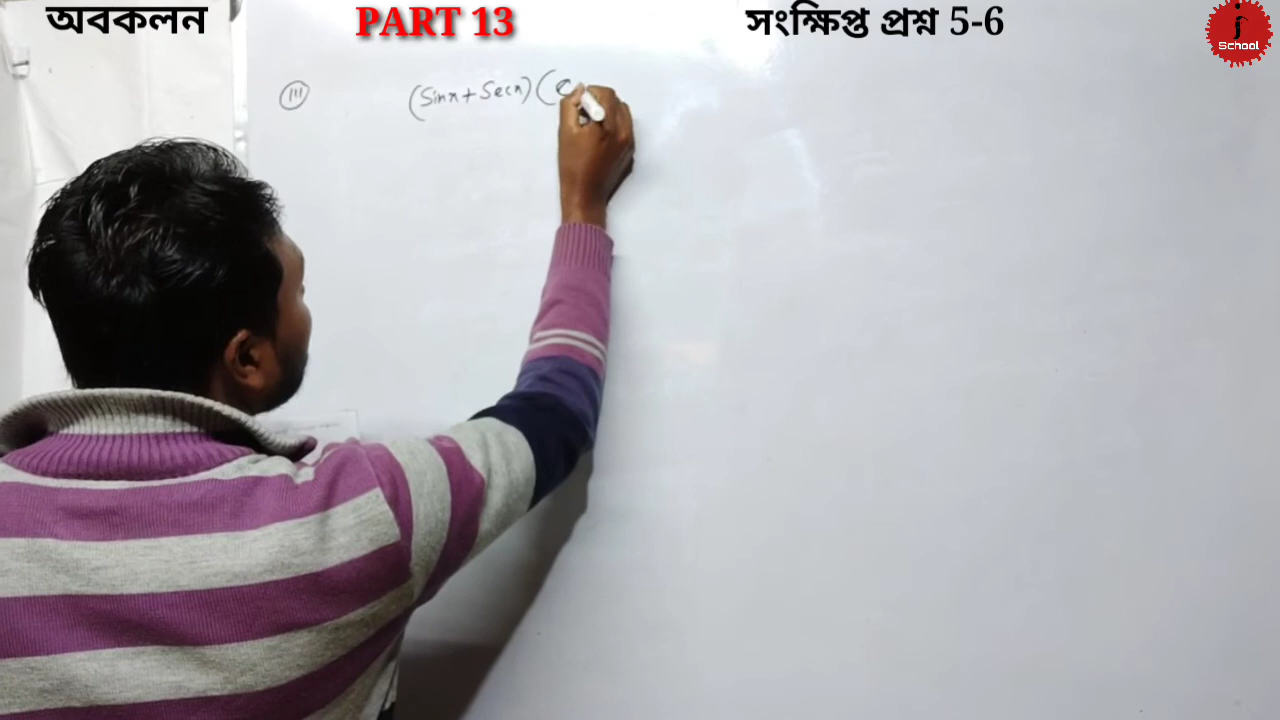 অবকলন PART 13 সংক্ষিপ্ত প্রশ্ন 5-6
f School
(iii) (Sinx + Secx) (c